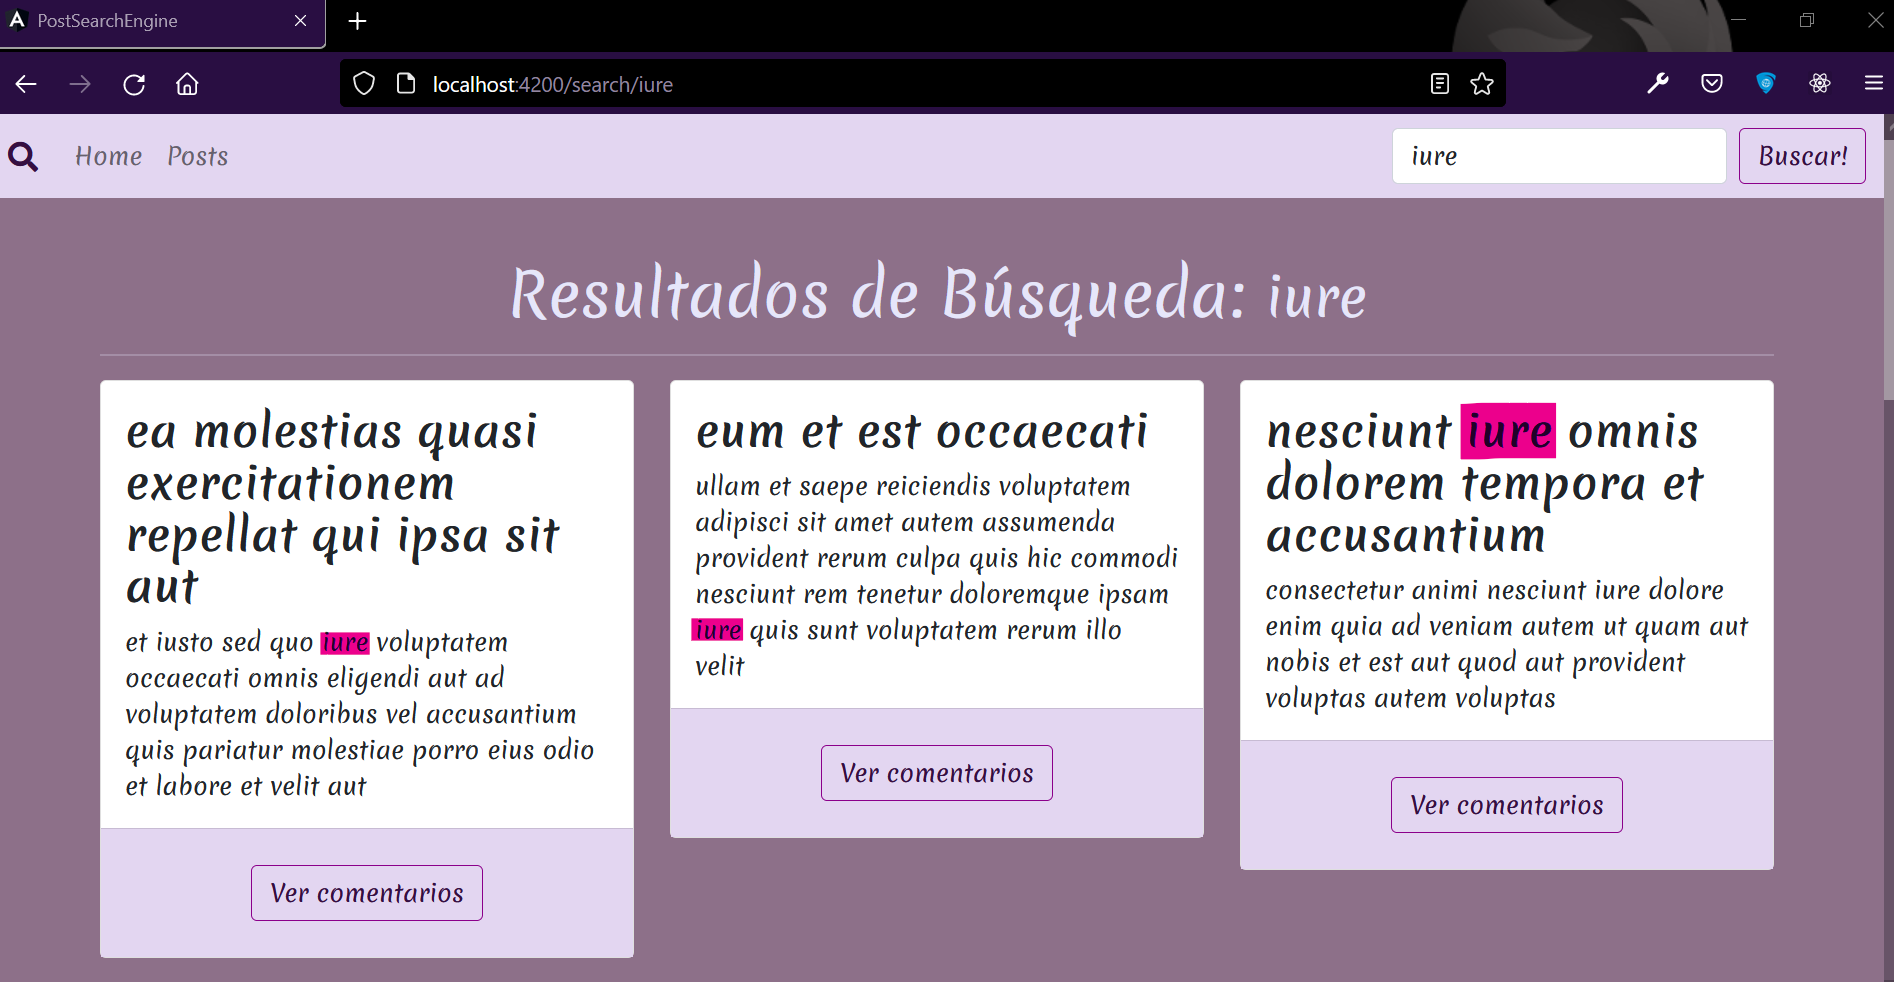 PostSearchEngine
localhost:4200/search/iure
Home Posts
iure
Buscar!
Resultados de Búsqueda: iure
ea molestias quasi
exercitationem
repellat qui ipsa sit
aut
et iusto sed quo iure voluptatem
occaecati omnis eligendi aut ad
voluptatem doloribus vel accusantium
quis pariatur molestiae porro eius odio
et labore et velit aut
Ver comentarios
eum et est occaecati
ullam et saepe reiciendis voluptatem
adipisci sit amet autem assumenda
provident rerum culpa quis hic commodi
nesciunt rem tenetur doloremque ipsam
iure quis sunt voluptatem rerum illo
velit
Ver comentarios
nesciunt iure omnis
dolorem tempora et
accusantium
consectetur animi nesciunt iure dolore
enim quia ad veniam autem ut quam aut
nobis et est aut quod aut provident
voluptas autem voluptas
Ver comentarios